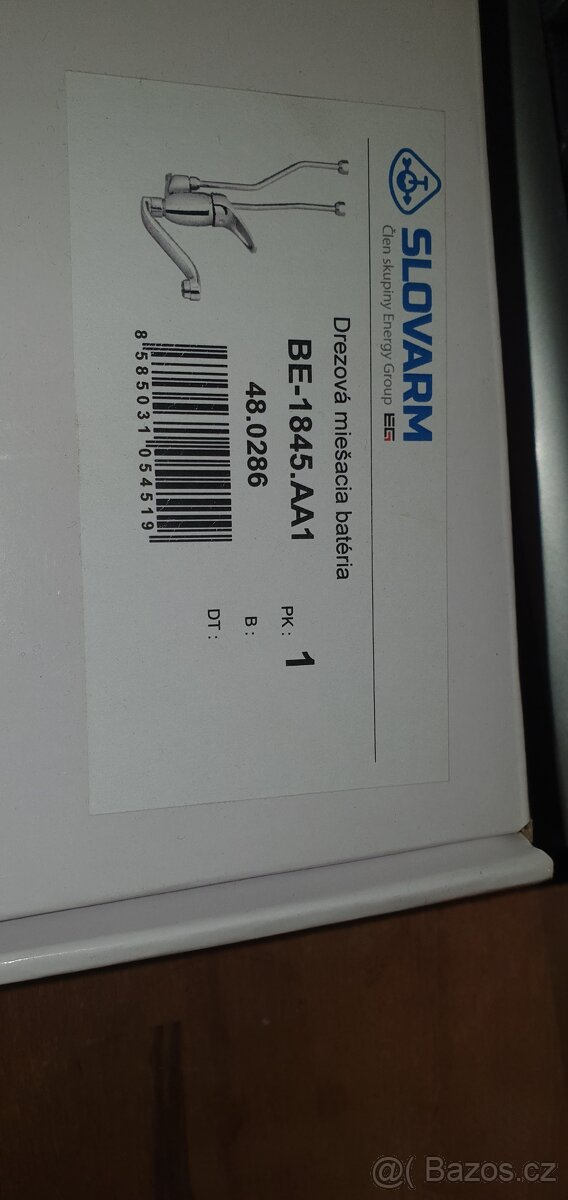 SLOVARM
Člen skupiny Energy Group EG
Drezová miešacia batéria
BE-1845.AA1
48.0286
8 585031 054519
PK: 1
B:
DT:
@( Bazos.cz